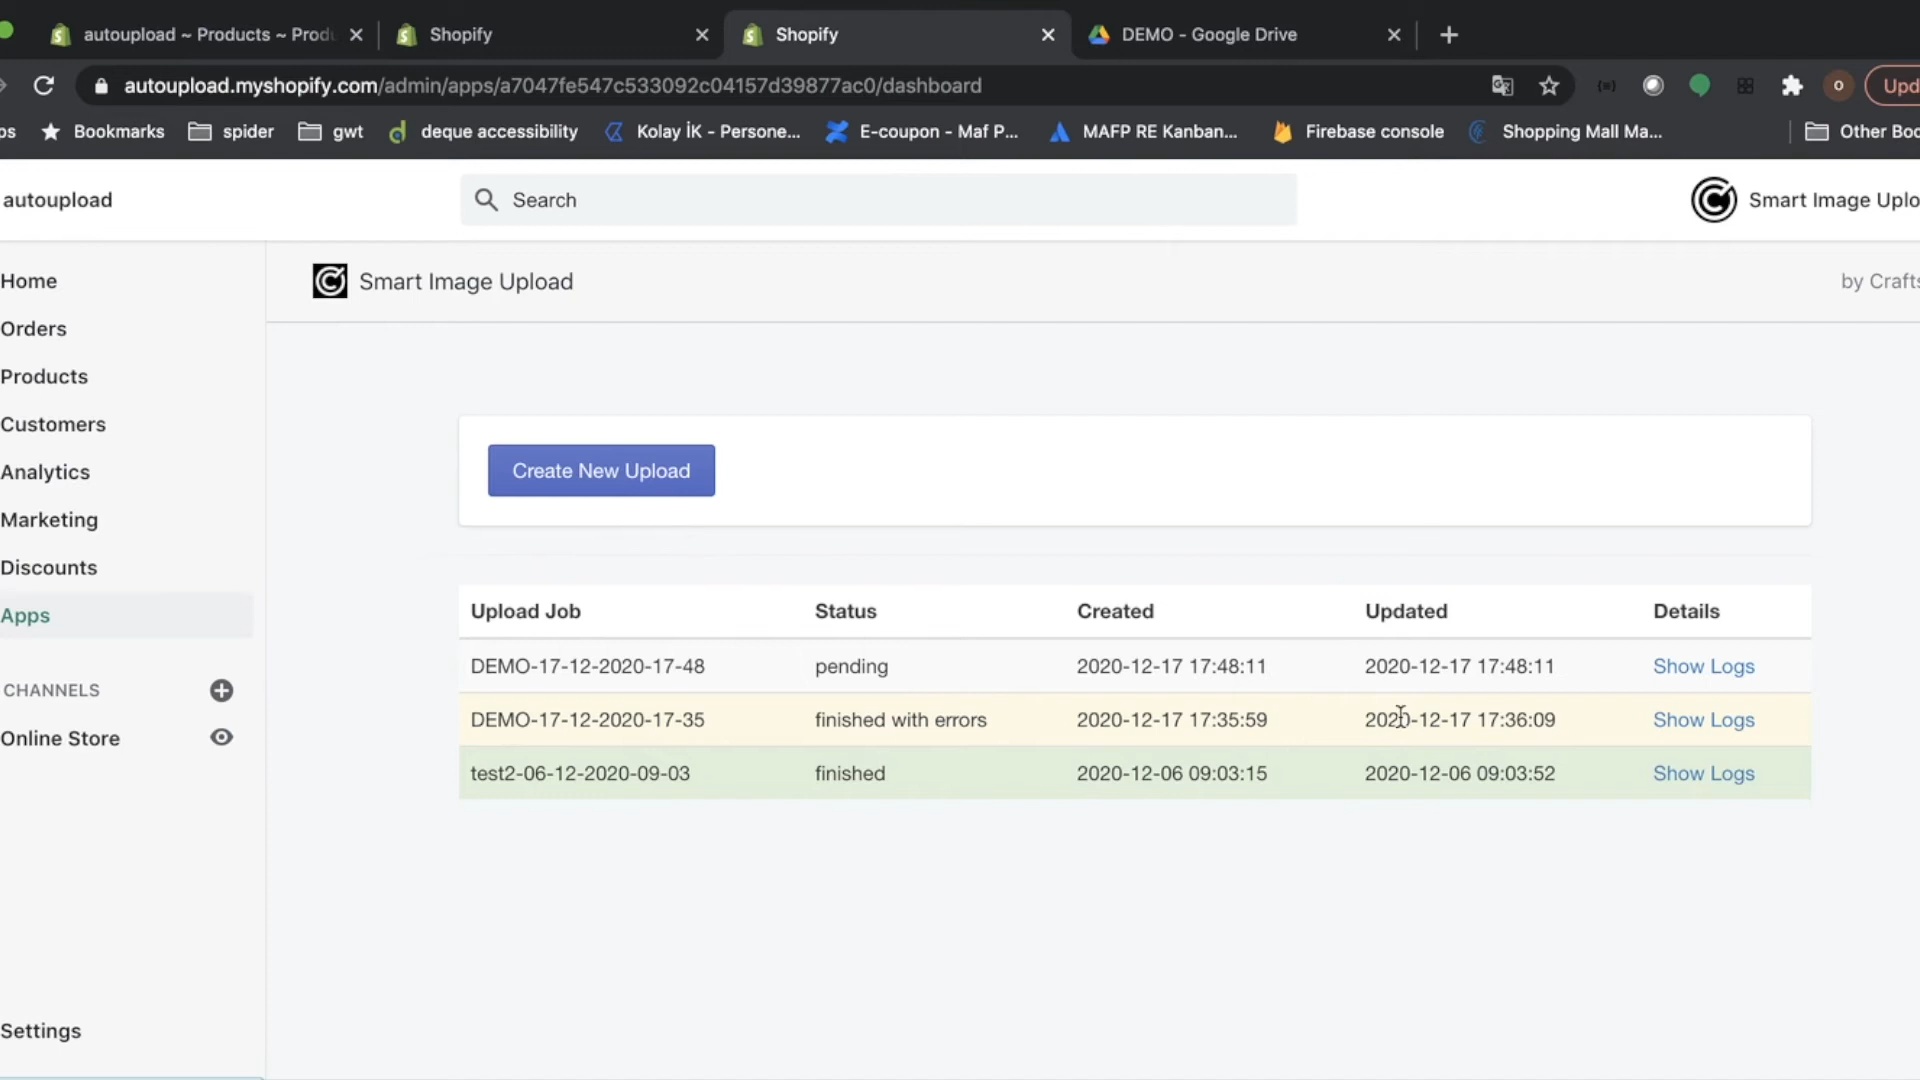 autoupload ~ Products ~ Produ
Shopify
Shopify
DEMO - Google Drive
autoupload.myshopify.com/admin/apps/a7047fe547c533092c04157d39877ac0/dashboard
O
Upd
ps
Bookmarks
spider
gwt
deque accessibility
Kolay İK - Persone...
E-coupon - Maf P...
MAFP RE Kanban...
Firebase console
Shopping Mall Ma...
Other Boo
autoupload
Search
Smart Image Uplo
Smart Image Upload
by Crafts
Home
Orders
Products
Customers
Analytics
Marketing
Discounts
Apps
CHANNELS
Online Store
Settings
Create New Upload
Upload Job Status Created Updated Details
DEMO-17-12-2020-17-48 pending 2020-12-17 17:48:11 2020-12-17 17:48:11 Show Logs
DEMO-17-12-2020-17-35 finished with errors 2020-12-17 17:35:59 2020-12-17 17:36:09 Show Logs
test2-06-12-2020-09-03 finished 2020-12-06 09:03:15 2020-12-06 09:03:52 Show Logs